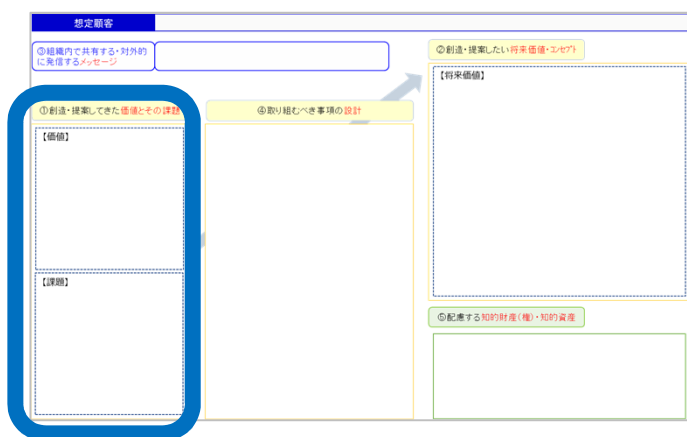 想定顧客
③組織内で共有する・対外的
に発信するメッセージ
②創造・提案したい将来価値・コンセプト
【将来価値】
①創造・提案してきた価値とその課題
④取り組むべき事項の設計
【価値】
【課題】
⑤配慮する知的財産(権)・知的資産